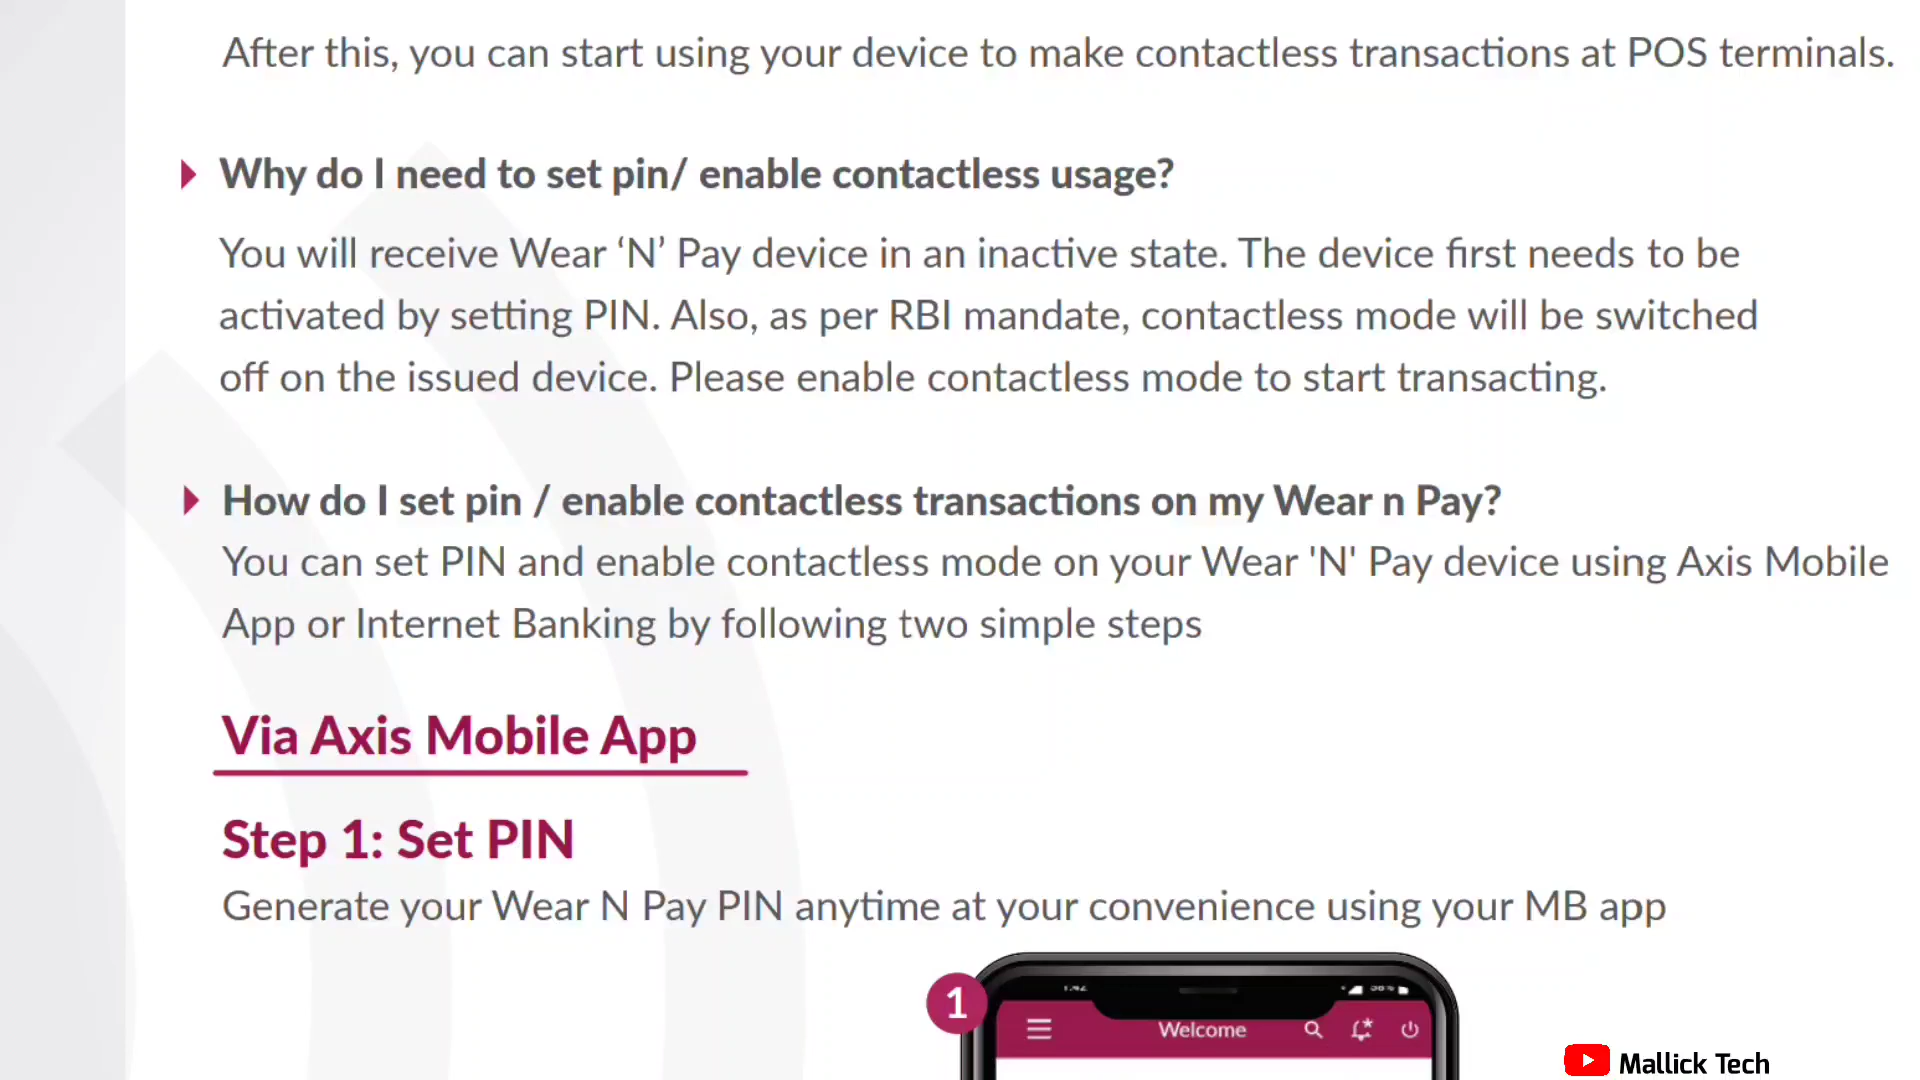 After this, you can start using your device to make contactless transactions at POS terminals.
Why do I need to set pin/ enable contactless usage?
You will receive Wear ‘N’ Pay device in an inactive state. The device first needs to be
activated by setting PIN. Also, as per RBI mandate, contactless mode will be switched
off on the issued device. Please enable contactless mode to start transacting.
How do I set pin / enable contactless transactions on my Wear n Pay?
You can set PIN and enable contactless mode on your Wear 'N' Pay device using Axis Mobile
App or Internet Banking by following two simple steps
Via Axis Mobile App
Step 1: Set PIN
Generate your Wear N Pay PIN anytime at your convenience using your MB app
1
Welcome
Mallick Tech